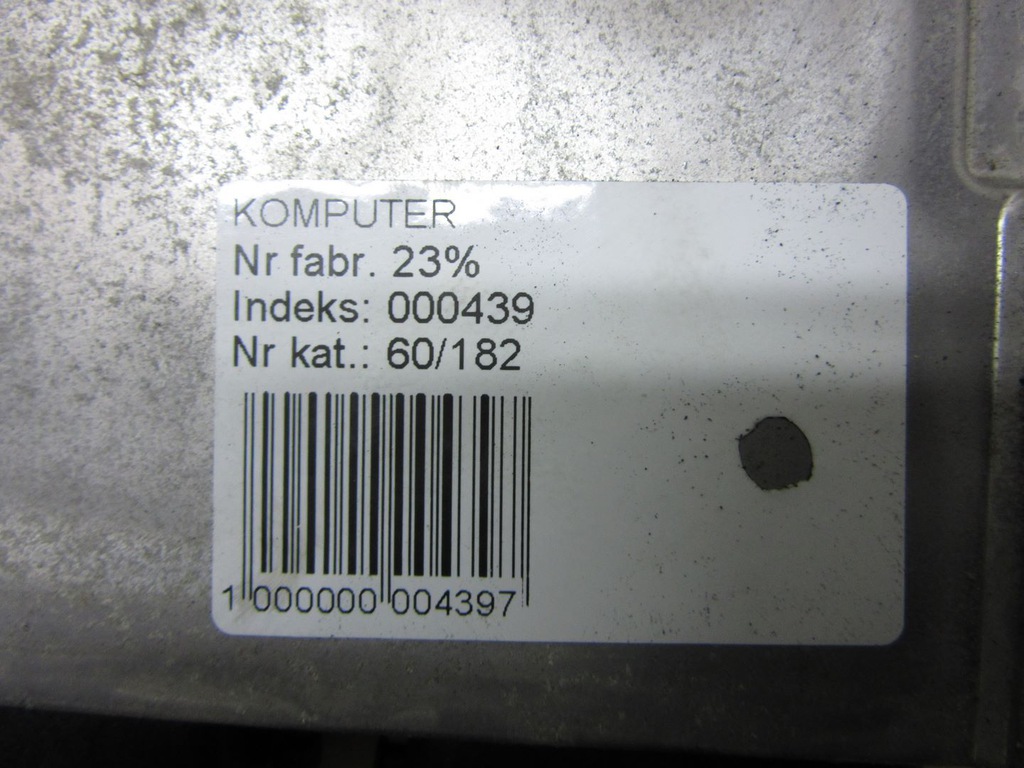 KOMPUTER
Nr fabr. 23%
Indeks: 000439
Nr kat.: 60/182
1 000000 004397